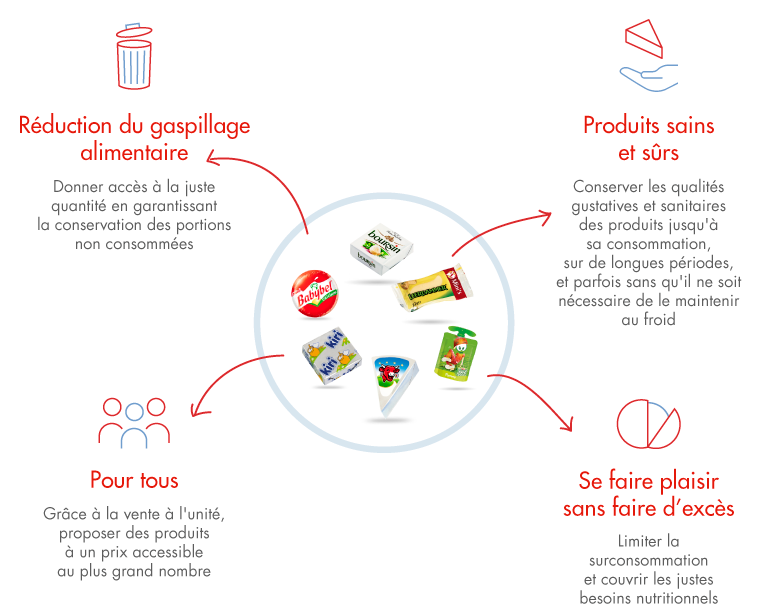 Réduction du gaspillage
alimentaire
Donner accès à la juste
quantité en garantissant
la conservation des portions
non consommées
Produits sains
et sûrs
Conserver les qualités
gustatives et sanitaires
des produits jusqu'à
sa consommation,
sur de longues périodes,
et parfois sans qu'il ne soit
nécessaire de le maintenir
au froid
boursin
boursin
Babybel
LEERDAMMER
kiri
kiri
Pour tous
Grâce à la vente à l'unité,
proposer des produits
à un prix accessible
au plus grand nombre
Se faire plaisir
sans faire d’excès
Limiter la
surconsommation
et couvrir les justes
besoins nutritionnels